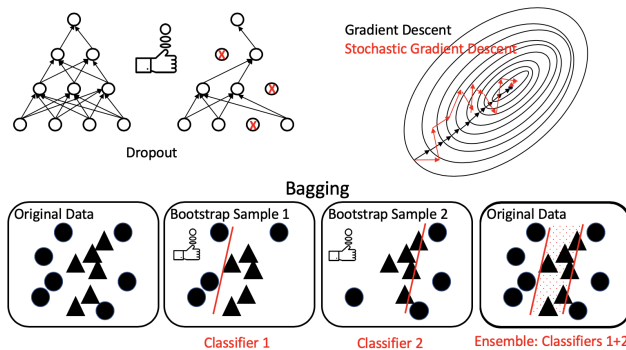 Gradient Descent
Stochastic Gradient Descent
X
X
X
Dropout
Bagging
Original Data
Bootstrap Sample 1
Bootstrap Sample 2
Original Data
Classifier 1
Classifier 2
Ensemble: Classifiers 1+2